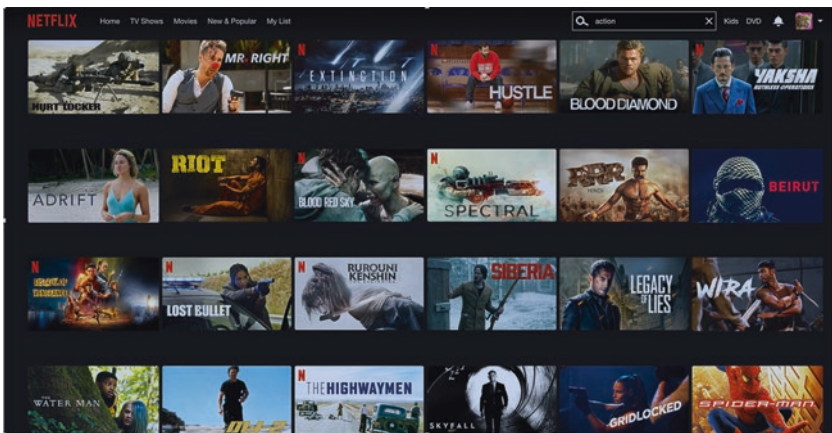 NETFLIX Home TV Shows Movies New & Popular My List action Kids DVD
HURT LOCKER
N
MR. RIGHT
N
EXTINCTION
N
HUSTLE
BLOOD DIAMOND
N
YAKSHA
RUTHLESS OPERATIONS
ADRIFT
RIOT
N
BLOOD RED SKY
N
SPECTRAL
RRR
HINDI
BEIRUT
N
N
LOST BULLET
N
RUROUNI
KENSHIN
N
SIBERIA
LEGACY
OF
LIES
WIRA
THE
WATER MAN
M:I-2
N
THE HIGHWAYMEN
SKYFALL
GRIDLOCKED
SPIDER-MAN